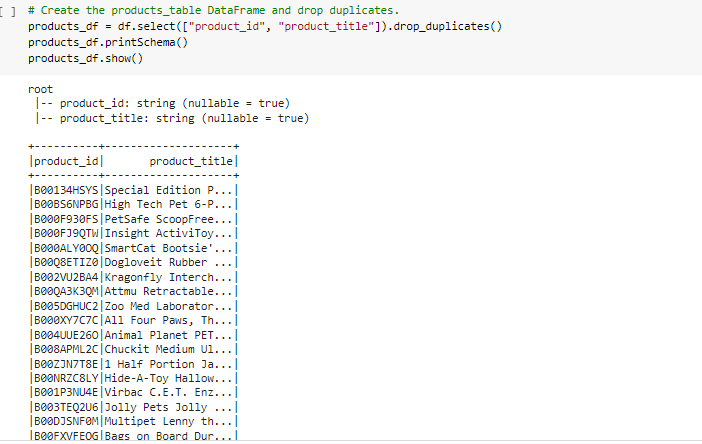 [ ] # Create the products_table DataFrame and drop duplicates.
products_df = df.select(["product_id", "product_title"]).drop_duplicates()
products_df.printSchema()
products_df.show()
root
 |-- product_id: string (nullable = true)
 |-- product_title: string (nullable = true)
+----------+--------------------+
|product_id|       product_title|
+----------+--------------------+
|B00134HSYS|Special Edition P...|
|B00BS6NPBG|High Tech Pet 6-P...|
|B000F930FS|PetSafe ScoopFree...|
|B000FJ9QTW|Insight ActiviToy...|
|B000ALY0OQ|SmartCat Bootsie'...|
|B00Q8ETIZ0|Dogloveit Rubber ...|
|B002VU2BA4|Kragonfly Interch...|
|B00QA3K3QM|Attmu Retractable...|
|B005DGHUC2|Zoo Med Laborator...|
|B000XY7C7C|All Four Paws, Th...|
|B004UUE26O|Animal Planet PET...|
|B008APML2C|Chuckit Medium Ul...|
|B00ZJN7T8E|1 Half Portion Ja...|
|B00NRZC8LY|Hide-A-Toy Hallow...|
|B001P3NU4E|Virbac C.E.T. Enz...|
|B003TEQ2U6|Jolly Pets Jolly ...|
|B00DJSNF0M|Multipet Lenny th...|
|B00FXVFEOG|Bags on Board Dur...|